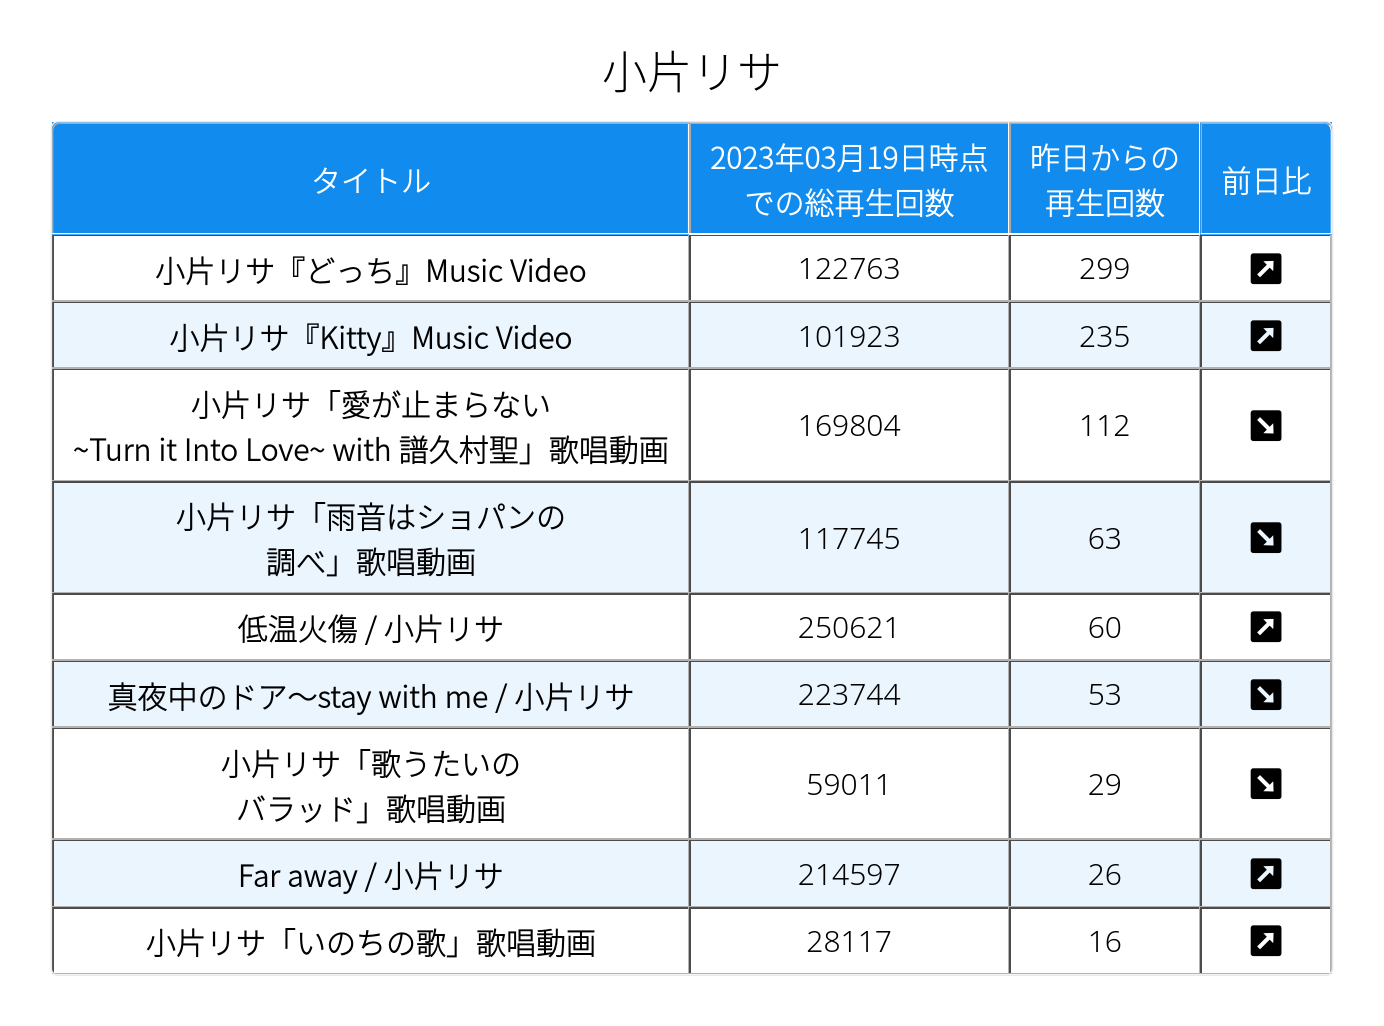 小片リサ
タイトル
2023年03月19日時点
での総再生回数
昨日からの
再生回数
前日比
小片リサ『どっち』Music Video
122763
299
小片リサ『Kitty』Music Video
101923
235
小片リサ「愛が止まらない
~Turn it Into Love~ with 譜久村聖」歌唱動画
169804
112
小片リサ「雨音はショパンの
調べ」歌唱動画
117745
63
低温火傷 / 小片リサ
250621
60
真夜中のドア〜stay with me / 小片リサ
223744
53
小片リサ「歌うたいの
バラッド」歌唱動画
59011
29
Far away / 小片リサ
214597
26
小片リサ「いのちの歌」歌唱動画
28117
16